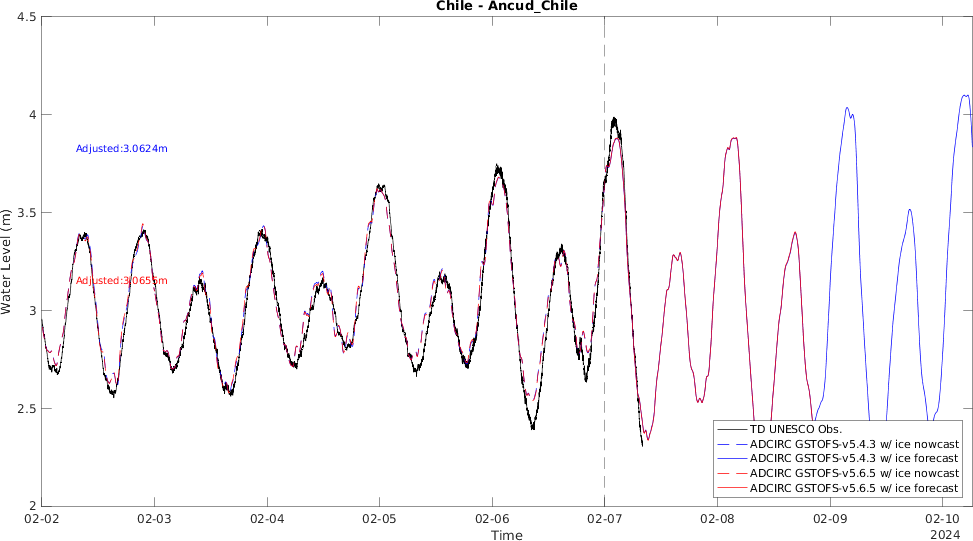 Chile - Ancud_Chile
4.5
4
3.5
3
2.5
2
Water Level (m)
Adjusted:3.0624m
Adjusted:3.0655m
TD UNESCO Obs.
ADCIRC GSTOFS-v5.4.3 w/ ice nowcast
ADCIRC GSTOFS-v5.4.3 w/ ice forecast
ADCIRC GSTOFS-v5.6.5 w/ ice nowcast
ADCIRC GSTOFS-v5.6.5 w/ ice forecast
02-02 02-03 02-04 02-05 02-06 02-07 02-08 02-09 02-10
Time
2024